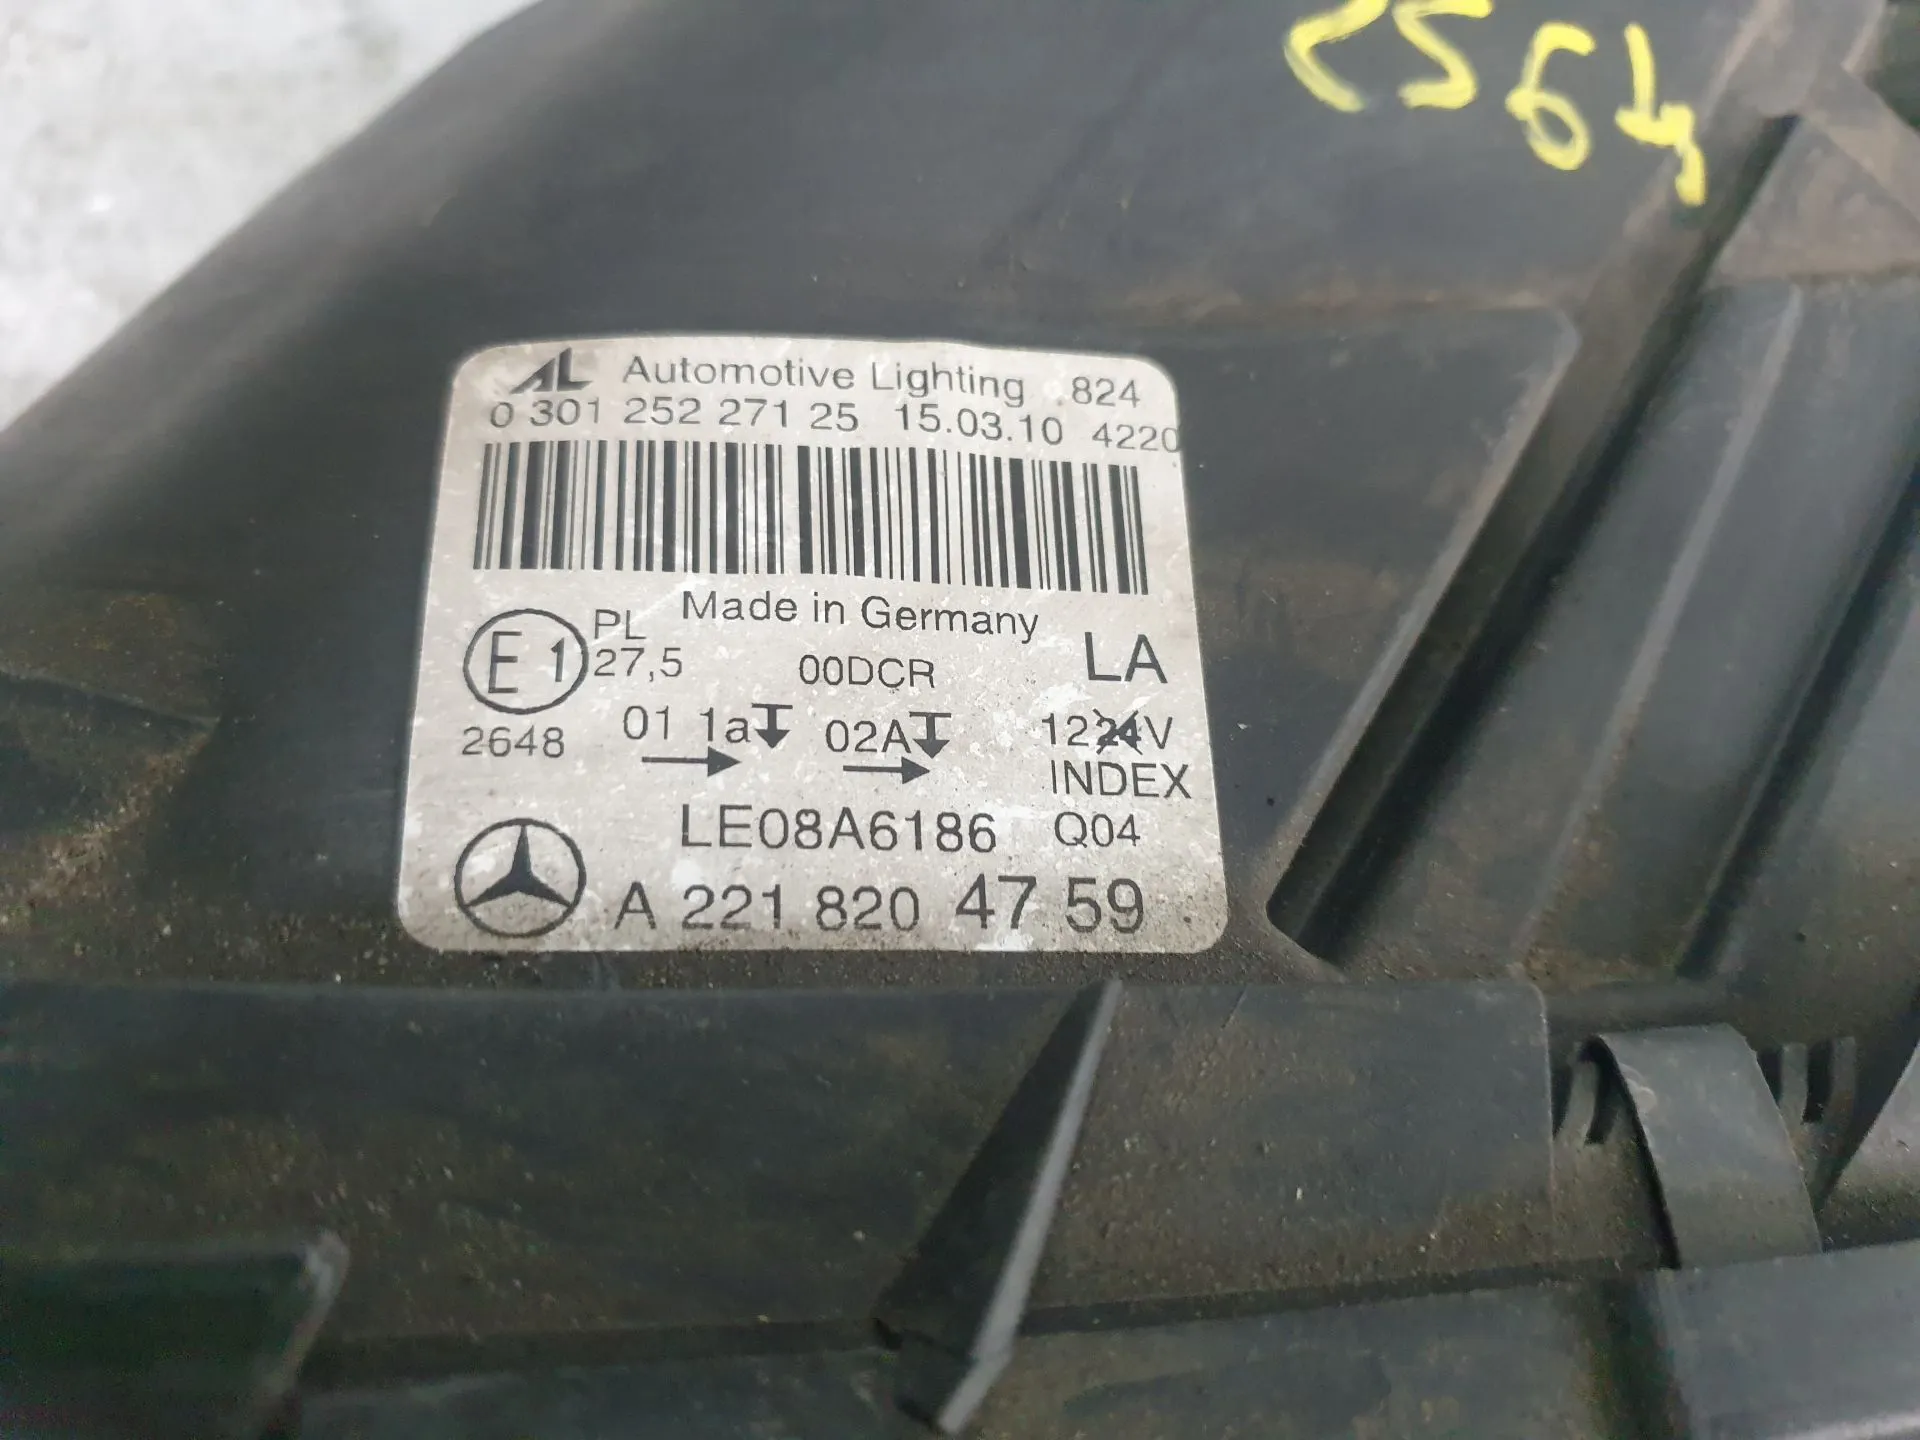 2564
AL Automotive Lighting 824
0 301 252 271 25 15.03.10 4220
Made in Germany
E1 PL 27,5 00DCR LA
2648 01 1a 02A 1224V
INDEX
LE08A6186 Q04
A 221 820 47 59